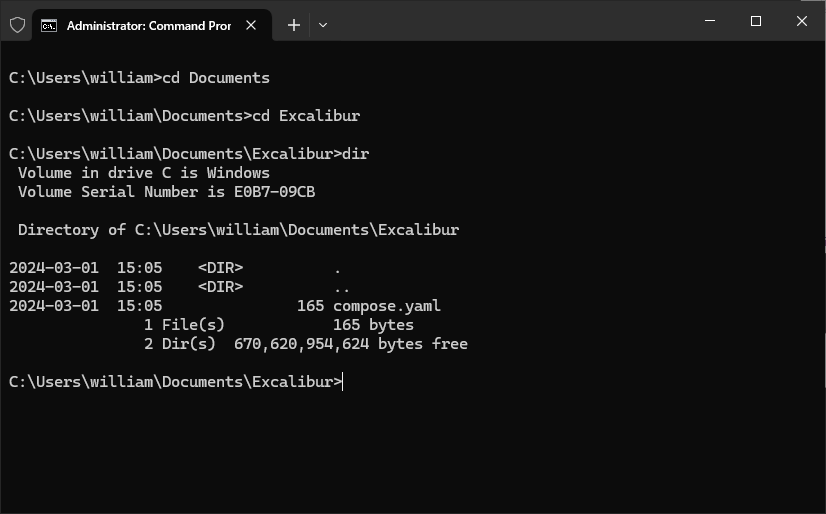 Administrator: Command Pror
C:\Users\william>cd Documents
C:\Users\william\Documents>cd Excalibur
C:\Users\william\Documents\Excalibur>dir
 Volume in drive C is Windows
 Volume Serial Number is E0B7-09CB
 Directory of C:\Users\william\Documents\Excalibur
2024-03-01  15:05    <DIR>          .
2024-03-01  15:05    <DIR>          ..
2024-03-01  15:05               165 compose.yaml
               1 File(s)            165 bytes
               2 Dir(s)  670,620,954,624 bytes free
C:\Users\william\Documents\Excalibur>